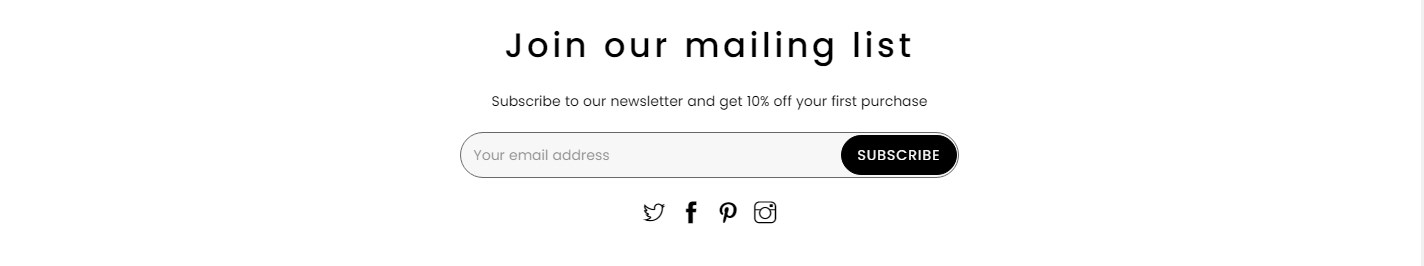 Join our mailing list
Subscribe to our newsletter and get 10% off your first purchase
Your email address
SUBSCRIBE